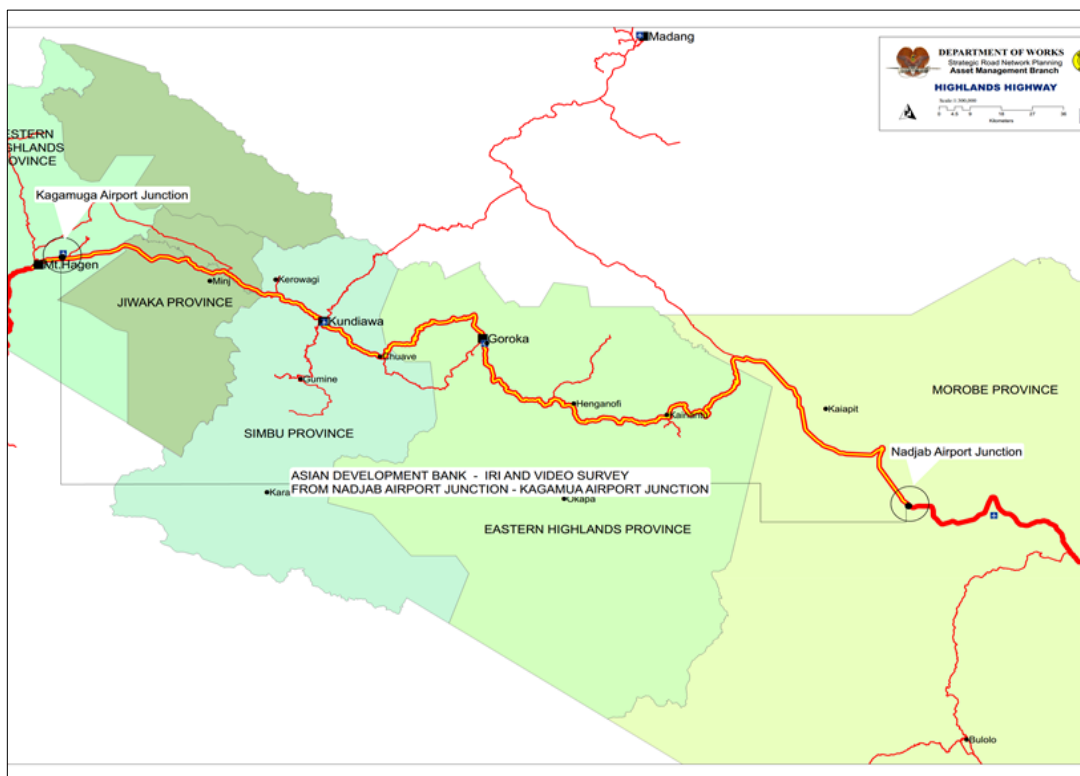 Madang
DEPARTMENT OF WORKS
Strategic Road Network Planning
Asset Management Branch
HIGHLANDS HIGHWAY
Kilometers
ESTERN
GHLANDS
OVINCE
Kagamuga Airport Junction
Mt.Hagen
Minj
Kerowagi
JIWAKA PROVINCE
Kundiawa
Goroka
Chuave
Gumine
Henganofi
Kainantu
Kaiapit
MOROBE PROVINCE
SIMBU PROVINCE
Nadjab Airport Junction
ASIAN DEVELOPMENT BANK - IRI AND VIDEO SURVEY
FROM NADJAB AIRPORT JUNCTION - KAGAMUA AIRPORT JUNCTION
Kara
Okapa
EASTERN HIGHLANDS PROVINCE
Bulolo